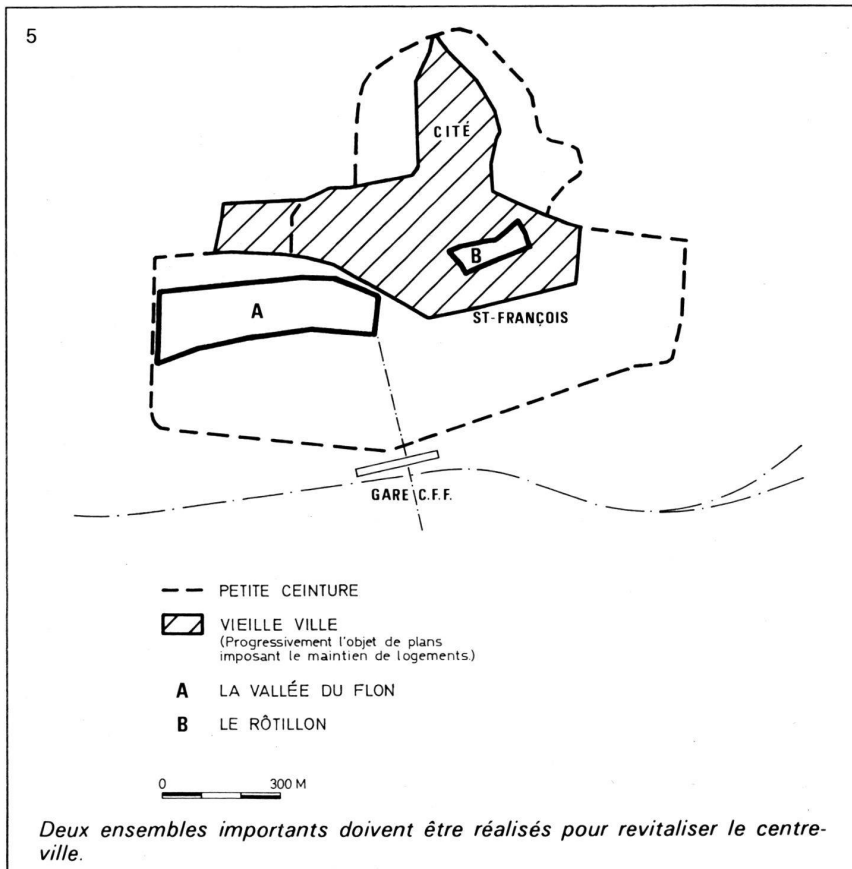 5
CITÉ
B
A
ST-FRANÇOIS
GARE C.F.F.
PETITE CEINTURE
VIEILLE VILLE
(Progressivement l'objet de plans
imposant le maintien de logements.)
A LA VALLÉE DU FLON
B LE RÔTILLON
0 300 M
Deux ensembles importants doivent être réalisés pour revitaliser le centre-
ville.